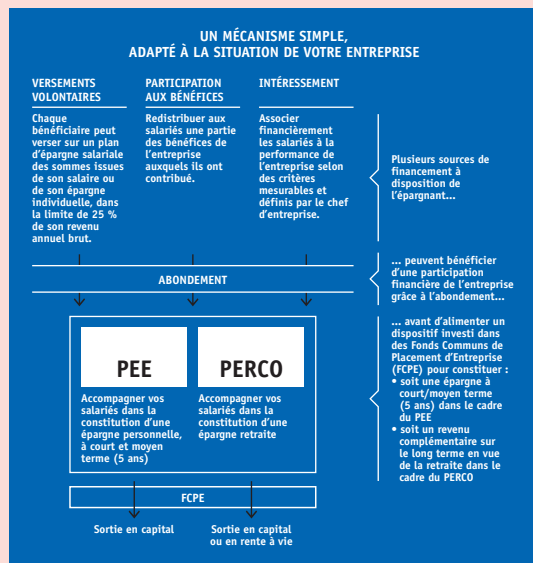 UN MÉCANISME SIMPLE,
ADAPTÉ À LA SITUATION DE VOTRE ENTREPRISE
VERSEMENTS
VOLONTAIRES
Chaque
bénéficiaire peut
verser sur un plan
d'épargne salariale
des sommes issues
de son salaire ou
de son épargne
individuelle, dans
la limite de 25 %
de son revenu
annuel brut.
PARTICIPATION
AUX BÉNÉFICES
Redistribuer aux
salariés une partie
des bénéfices de
l'entreprise
auxquels ils ont
contribué.
INTÉRESSEMENT
Associer
financièrement
les salariés à la
performance de
l'entreprise selon
des critères
mesurables et
définis par le chef
d'entreprise.
Plusieurs sources de
financement à
disposition de
l'épargnant...
ABONDEMENT
... peuvent bénéficier
d'une participation
financière de l'entreprise
grâce à l'abondement...
PEE
Accompagner vos
salariés dans la
constitution d'une
épargne personnelle,
à court et moyen
terme (5 ans)
PERCO
Accompagner vos
salariés dans la
constitution d'une
épargne retraite
... avant d'alimenter un
dispositif investi dans
des Fonds Communs de
Placement d'Entreprise
(FCPE) pour constituer :
• soit une épargne à
court/moyen terme
(5 ans) dans le cadre
du PEE
• soit un revenu
complémentaire sur
le long terme en vue
de la retraite dans le
cadre du PERCO
FCPE
Sortie en capital
Sortie en capital
ou en rente à vie